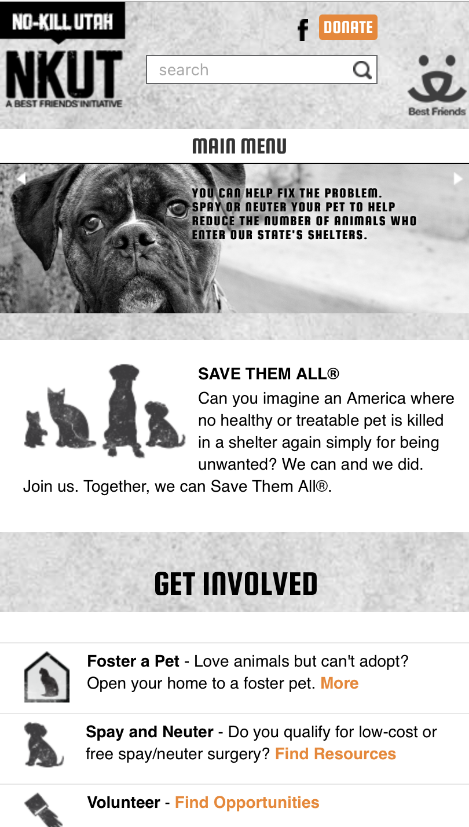 NO-KILL UTAH
NKUT
A BEST FRIENDS INITIATIVE
f
DONATE
search
Best Friends
MAIN MENU
YOU CAN HELP FIX THE PROBLEM.
SPAY OR NEUTER YOUR PET TO HELP
REDUCE THE NUMBER OF ANIMALS WHO
ENTER OUR STATE'S SHELTERS.
SAVE THEM ALL®
Can you imagine an America where
no healthy or treatable pet is killed
in a shelter again simply for being
unwanted? We can and we did.
Join us. Together, we can Save Them All®.
GET INVOLVED
Foster a Pet - Love animals but can't adopt?
Open your home to a foster pet. More
Spay and Neuter - Do you qualify for low-cost or
free spay/neuter surgery? Find Resources
Volunteer - Find Opportunities